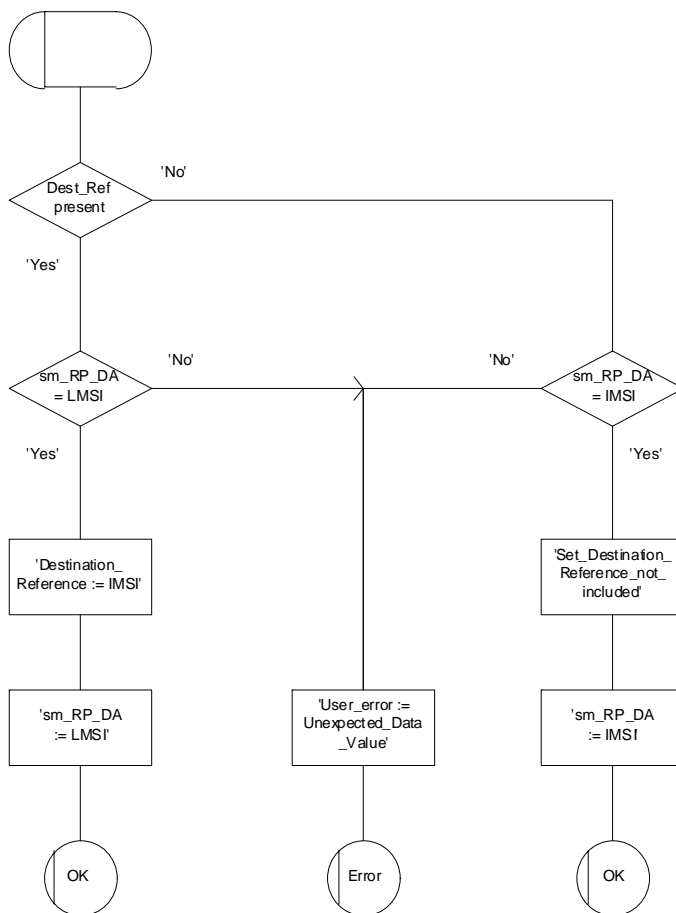 'No'
Dest_Ref
present
'Yes'
'No'
'No'
sm_RP_DA
= LMSI
sm_RP_DA
= IMSI
'Yes'
'Yes'
'Destination_
Reference := IMSI'
'Set_Destination_
Reference_not_
included'
'sm_RP_DA
:= LMSI'
'User_error :=
Unexpected_Data
_Value'
'sm_RP_DA
:= IMSI'
OK
Error
OK